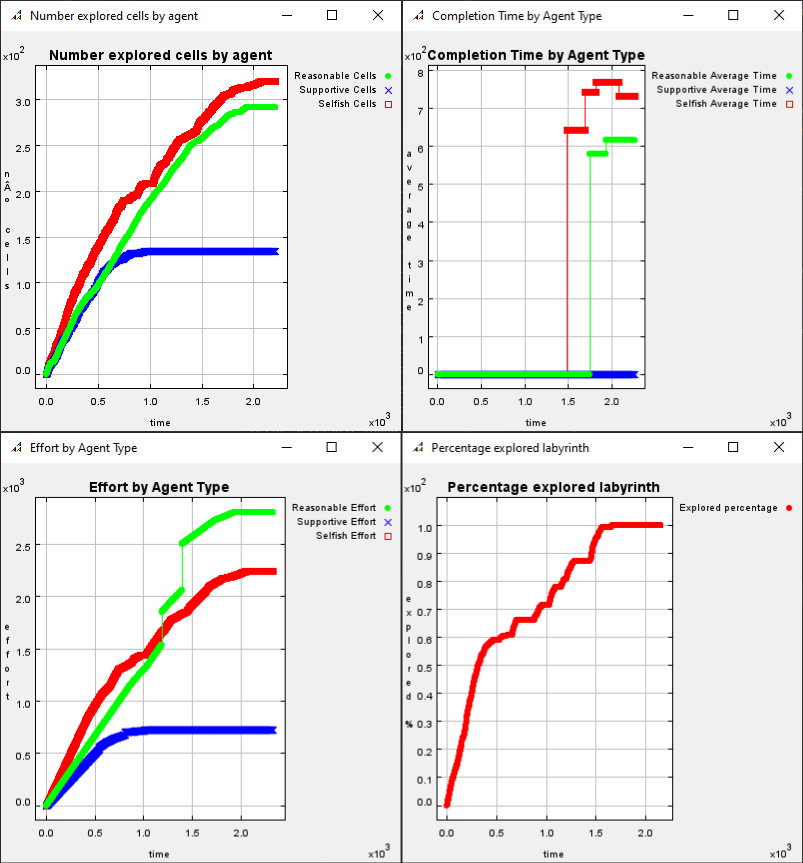 Number explored cells by agent
Number explored cells by agent
x10²
Reasonable Cells
Supportive Cells
Selfish Cells
3.0
2.5
2.0
1.5
1.0
0.5
0.0
nÂº cells
0.0 0.5 1.0 1.5 2.0
time
x10³
Completion Time by Agent Type
Completion Time by Agent Type
x10²
Reasonable Average Time
Supportive Average Time
Selfish Average Time
8
7
6
5
4
3
2
1
0
average time
0.0 0.5 1.0 1.5 2.0
time
x10³
Effort by Agent Type
Effort by Agent Type
x10³
Reasonable Effort
Supportive Effort
Selfish Effort
2.5
2.0
1.5
1.0
0.5
0.0
effort
0.0 0.5 1.0 1.5 2.0
time
x10³
Percentage explored labyrinth
Percentage explored labyrinth
x10²
Explored percentage
1.0
0.9
0.8
0.7
0.6
0.5
0.4
0.3
0.2
0.1
0.0
explored %
0.0 0.5 1.0 1.5 2.0
time
x10³